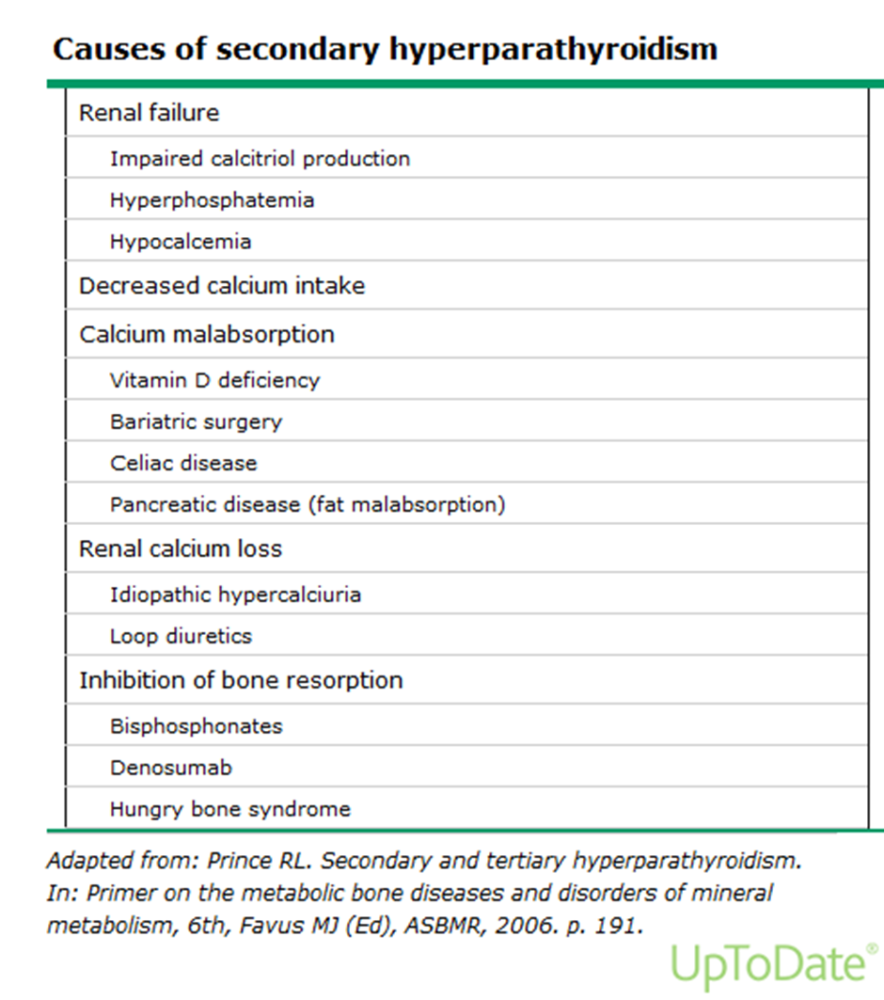 Causes of secondary hyperparathyroidism
Renal failure
Impaired calcitriol production
Hyperphosphatemia
Hypocalcemia
Decreased calcium intake
Calcium malabsorption
Vitamin D deficiency
Bariatric surgery
Celiac disease
Pancreatic disease (fat malabsorption)
Renal calcium loss
Idiopathic hypercalciuria
Loop diuretics
Inhibition of bone resorption
Bisphosphonates
Denosumab
Hungry bone syndrome
Adapted from: Prince RL. Secondary and tertiary hyperparathyroidism.
In: Primer on the metabolic bone diseases and disorders of mineral
metabolism, 6th, Favus MJ (Ed), ASBMR, 2006. p. 191.
UpToDate®